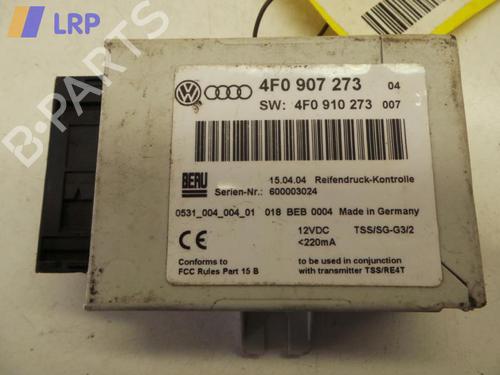 LRP
B-PARTS
4F0 907 273 04
SW: 4F0 910 273 007
BERU
15.04.04 Reifendruck-Kontrolle
Serien-Nr.: 600003024
0531_004_004_01 018 BEB 0004 Made in Germany
CE
12VDC TSS/SG-G3/2
<220mA
Conforms to
FCC Rules Part 15 B
to be used in conjunction
with transmitter TSS/RE4T